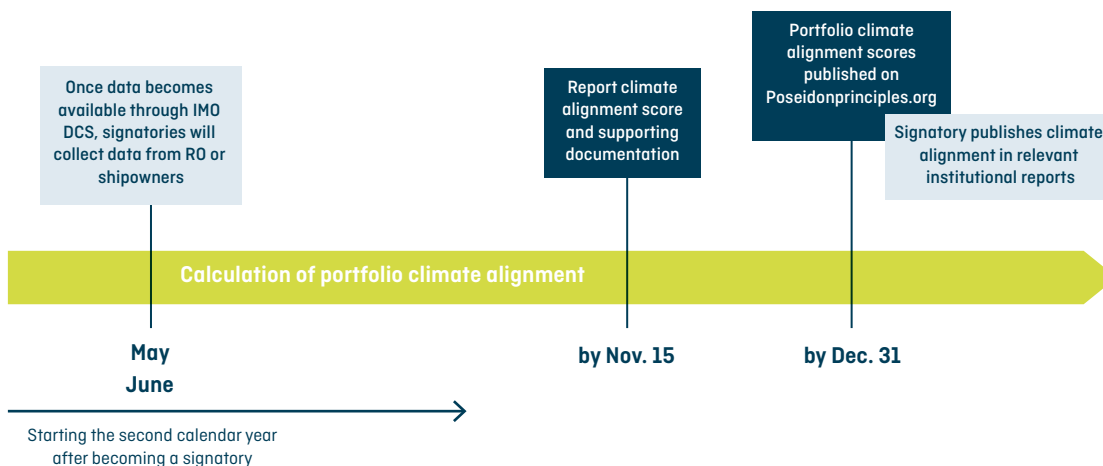 Once data becomes
available through IMO
DCS, signatories will
collect data from RO or
shipowners
Report climate
alignment score
and supporting
documentation
Portfolio climate
alignment scores
published on
Poseidonprinciples.org
Signatory publishes climate
alignment in relevant
institutional reports
Calculation of portfolio climate alignment
May
June
by Nov. 15
by Dec. 31
Starting the second calendar year
after becoming a signatory